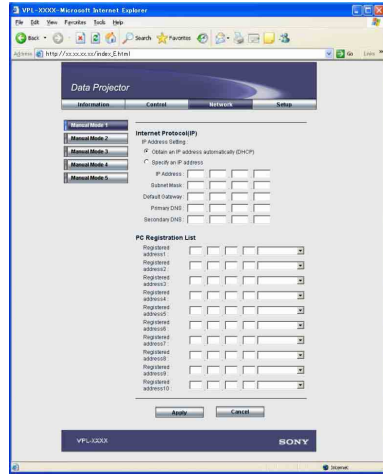 VPL-XXXX-Microsoft Internet Explorer
File Edit View Fyvorites Tools Help
Back Search Favorites
Address http://xx.xx.xx.xx/index_E.html Go Links »
Data Projector
Information Control Network Setup
Manual Mode 1
Manual Mode 2
Manual Mode 3
Manual Mode 4
Manual Mode 5
Internet Protocol(IP)
IP Address Setting:
Obtain an IP address automatically (DHCP)
Specify an IP address
IP Address:
Subnet Mask:
Default Gateway:
Primary DNS:
Secondary DNS:
PC Registration List
Registered address1
Registered address2
Registered address3
Registered address4
Registered address5
Registered address6
Registered address7
Registered address8
Registered address9
Registered address10
Apply Cancel
VPL-XXXX SONY
Internet